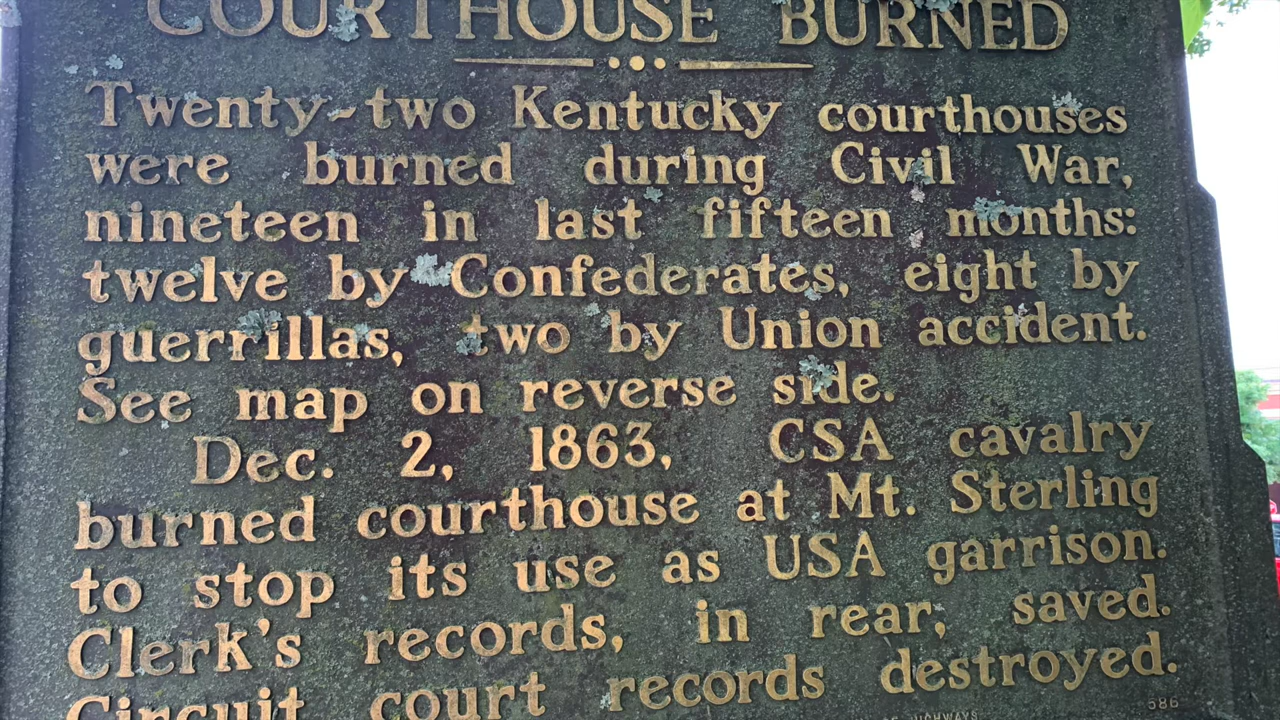 COURTHOUSE BURNED
Twenty-two Kentucky courthouses
were burned during Civil War,
nineteen in last fifteen months:
twelve by Confederates, eight by
guerrillas, two by Union accident.
See map on reverse side.
Dec. 2, 1863, CSA cavalry
burned courthouse at Mt. Sterling
to stop its use as USA garrison.
Clerk's records, in rear, saved.
Circuit court records destroyed.
HIGHWAYS 586